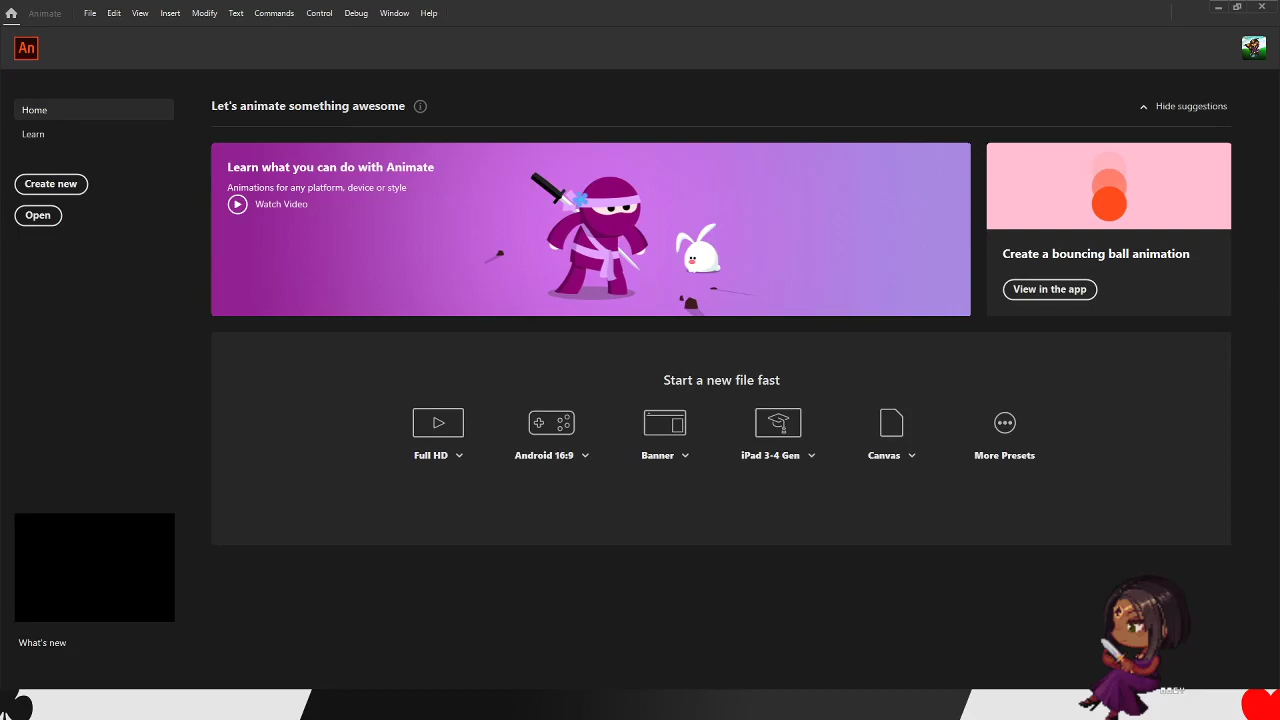 Animate File Edit View Insert Modify Text Commands Control Debug Window Help
An
Home
Learn
Create new
Open
Let's animate something awesome
Hide suggestions
Learn what you can do with Animate
Animations for any platform, device or style
Watch Video
Create a bouncing ball animation
View in the app
Start a new file fast
Full HD Android 16:9 Banner iPad 3-4 Gen Canvas More Presets
What's new